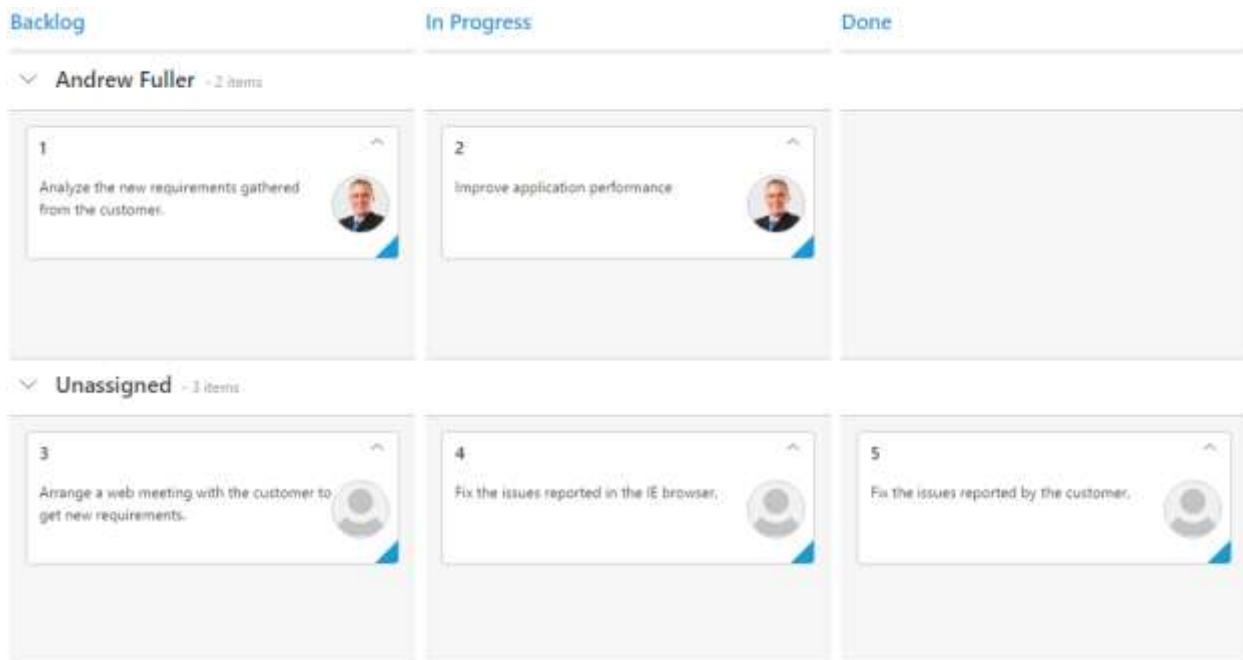 Backlog
In Progress
Done
Andrew Fuller - 2 items
1
Analyze the new requirements gathered
from the customer.
2
Improve application performance
Unassigned - 3 items
3
Arrange a web meeting with the customer to
get new requirements.
4
Fix the issues reported in the IE browser.
5
Fix the issues reported by the customer.